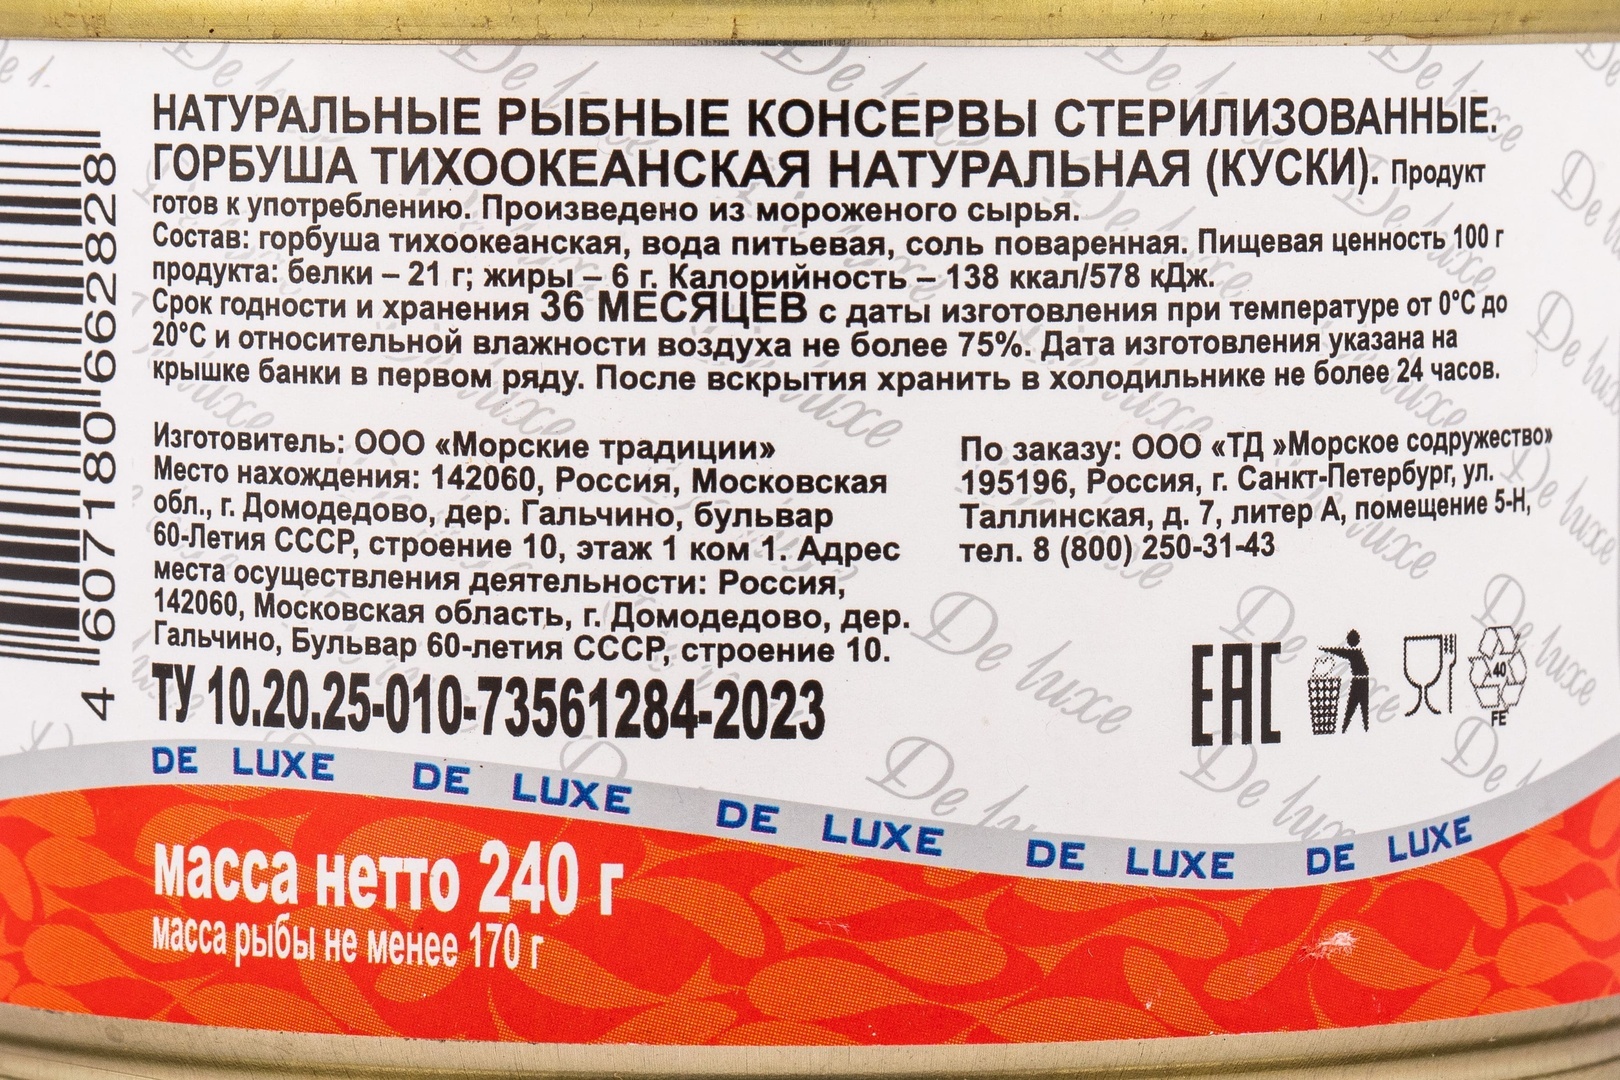 НАТУРАЛЬНЫЕ РЫБНЫЕ КОНСЕРВЫ СТЕРИЛИЗОВАННЫЕ.
ГОРБУША ТИХООКЕАНСКАЯ НАТУРАЛЬНАЯ (КУСКИ). Продукт
готов к употреблению. Произведено из мороженого сырья.
Состав: горбуша тихоокеанская, вода питьевая, соль поваренная. Пищевая ценность 100 г
продукта: белки – 21 г; жиры – 6 г. Калорийность – 138 ккал/578 кДж.
Срок годности и хранения 36 МЕСЯЦЕВ с даты изготовления при температуре от 0°С до
20°С и относительной влажности воздуха не более 75%. Дата изготовления указана на
крышке банки в первом ряду. После вскрытия хранить в холодильнике не более 24 часов.
Изготовитель: ООО «Морские традиции»
Место нахождения: 142060, Россия, Московская
обл., г. Домодедово, дер. Гальчино, бульвар
60-Летия СССР, строение 10, этаж 1 ком 1. Адрес
места осуществления деятельности: Россия,
142060, Московская область, г. Домодедово, дер.
Гальчино, Бульвар 60-летия СССР, строение 10.
ТУ 10.20.25-010-73561284-2023
По заказу: ООО «ТД »Морское содружество»
195196, Россия, г. Санкт-Петербург, ул.
Таллинская, д. 7, литер А, помещение 5-Н,
тел. 8 (800) 250-31-43
EAC
40
FE
4 607180 662828
DE LUXE DE LUXE DE LUXE DE LUXE DE LUXE
масса нетто 240 г
масса рыбы не менее 170 г
De luxe